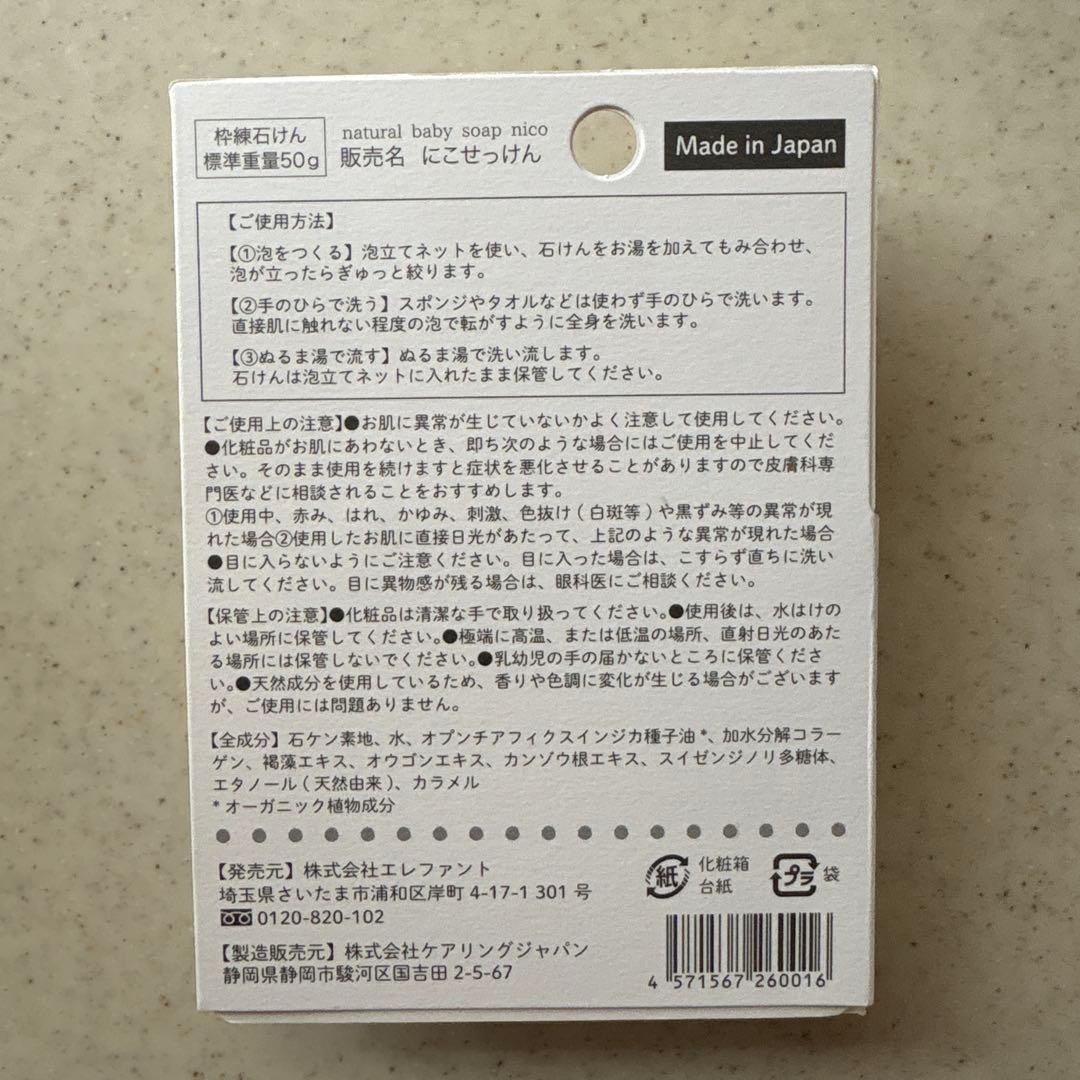 枠練石けん
標準重量50g
natural baby soap nico
販売名 にこせっけん
Made in Japan
【ご使用方法】
【①泡をつくる】泡立てネットを使い、石けんをお湯を加えてもみ合わせ、
泡が立ったらぎゅっと絞ります。
【②手のひらで洗う】スポンジやタオルなどは使わず手のひらで洗います。
直接肌に触れない程度の泡で転がすように全身を洗います。
【③ぬるま湯で流す】ぬるま湯で洗い流します。
石けんは泡立てネットに入れたまま保管してください。
【ご使用上の注意】●お肌に異常が生じていないかよく注意して使用してください。
●化粧品がお肌にあわないとき、即ち次のような場合にはご使用を中止してくだ
さい。そのまま使用を続けますと症状を悪化させることがありますので皮膚科専
門医などに相談されることをおすすめします。
①使用中、赤み、はれ、かゆみ、刺激、色抜け(白斑等)や黒ずみ等の異常が現
れた場合②使用したお肌に直接日光があたって、上記のような異常が現れた場合
●目に入らないようにご注意ください。目に入った場合は、こすらず直ちに洗い
流してください。目に異物感が残る場合は、眼科医にご相談ください。
【保管上の注意】●化粧品は清潔な手で取り扱ってください。●使用後は、水はけの
よい場所に保管してください。●極端に高温、または低温の場所、直射日光のあた
る場所には保管しないでください。●乳幼児の手の届かないところに保管くださ
い。●天然成分を使用しているため、香りや色調に変化が生じる場合がございます
が、ご使用には問題ありません。
【全成分】石ケン素地、水、オプンチアフィクスインジカ種子油*、加水分解コラー
ゲン、褐藻エキス、オウゴンエキス、カンゾウ根エキス、スイゼンジノリ多糖体、
エタノール(天然由来)、カラメル
*オーガニック植物成分
【発売元】株式会社エレファント
埼玉県さいたま市浦和区岸町 4-17-1 301 号
0120-820-102
【製造販売元】株式会社ケアリングジャパン
静岡県静岡市駿河区国吉田 2-5-67
紙 化粧箱
台紙
プラ 袋
4 571567 260016